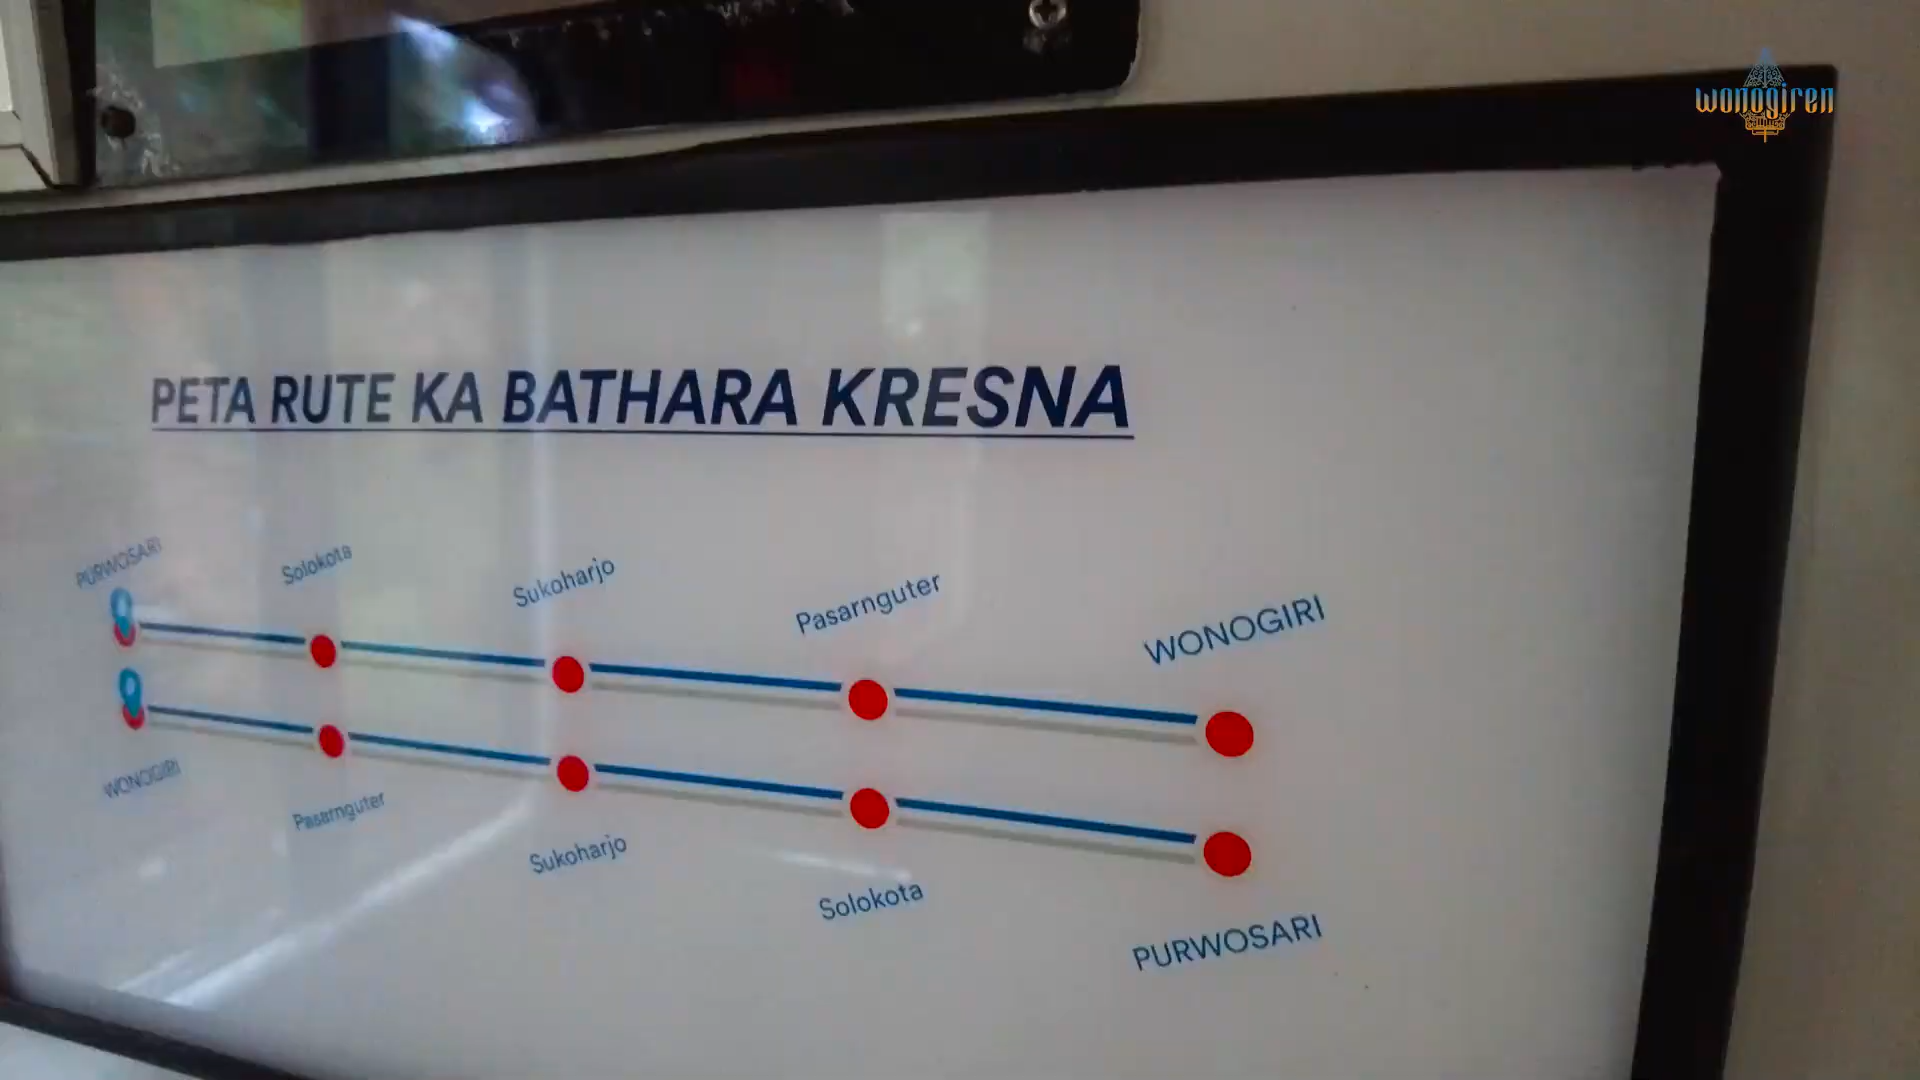 wonogiren
PETA RUTE KA BATHARA KRESNA
PURWOSARI
Solokota
Sukoharjo
Pasarnguter
WONOGIRI
WONOGIRI
Pasarnguter
Sukoharjo
Solokota
PURWOSARI